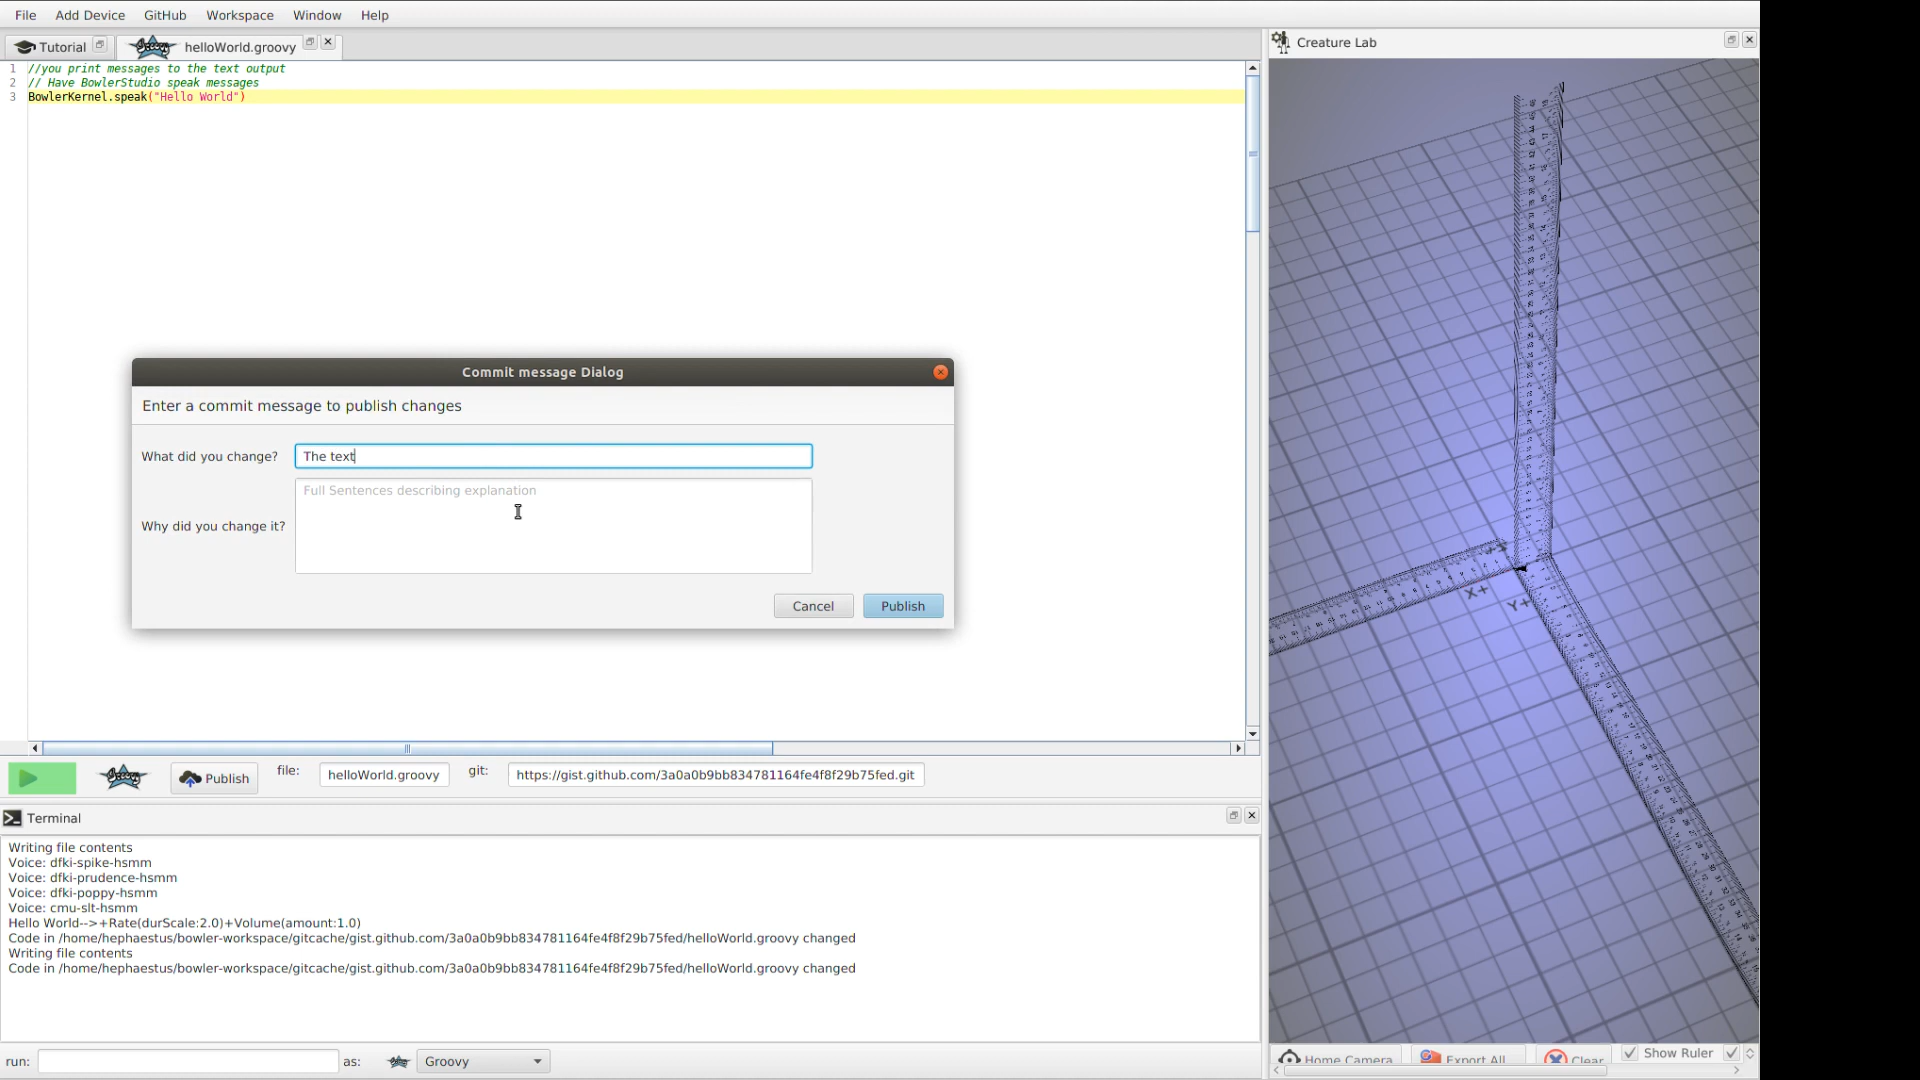 File Add Device GitHub Workspace Window Help
Tutorial helloWorld.groovy
Creature Lab
1 //you print messages to the text output
2 // Have BowlerStudio speak messages
3 BowlerKernel.speak("Hello World")
Commit message Dialog
Enter a commit message to publish changes
What did you change? The text
Full Sentences describing explanation
Why did you change it?
Cancel Publish
X+
Y+
Publish file: helloWorld.groovy git: https://gist.github.com/3a0a0b9bb834781164fe4f8f29b75fed.git
Terminal
Writing file contents
Voice: dfki-spike-hsmm
Voice: dfki-prudence-hsmm
Voice: dfki-poppy-hsmm
Voice: cmu-slt-hsmm
Hello World-->+Rate(durScale:2.0)+Volume(amount:1.0)
Code in /home/hephaestus/bowler-workspace/gitcache/gist.github.com/3a0a0b9bb834781164fe4f8f29b75fed/helloWorld.groovy changed
Writing file contents
Code in /home/hephaestus/bowler-workspace/gitcache/gist.github.com/3a0a0b9bb834781164fe4f8f29b75fed/helloWorld.groovy changed
run: as: Groovy
Home Camera Export All Clear Show Ruler